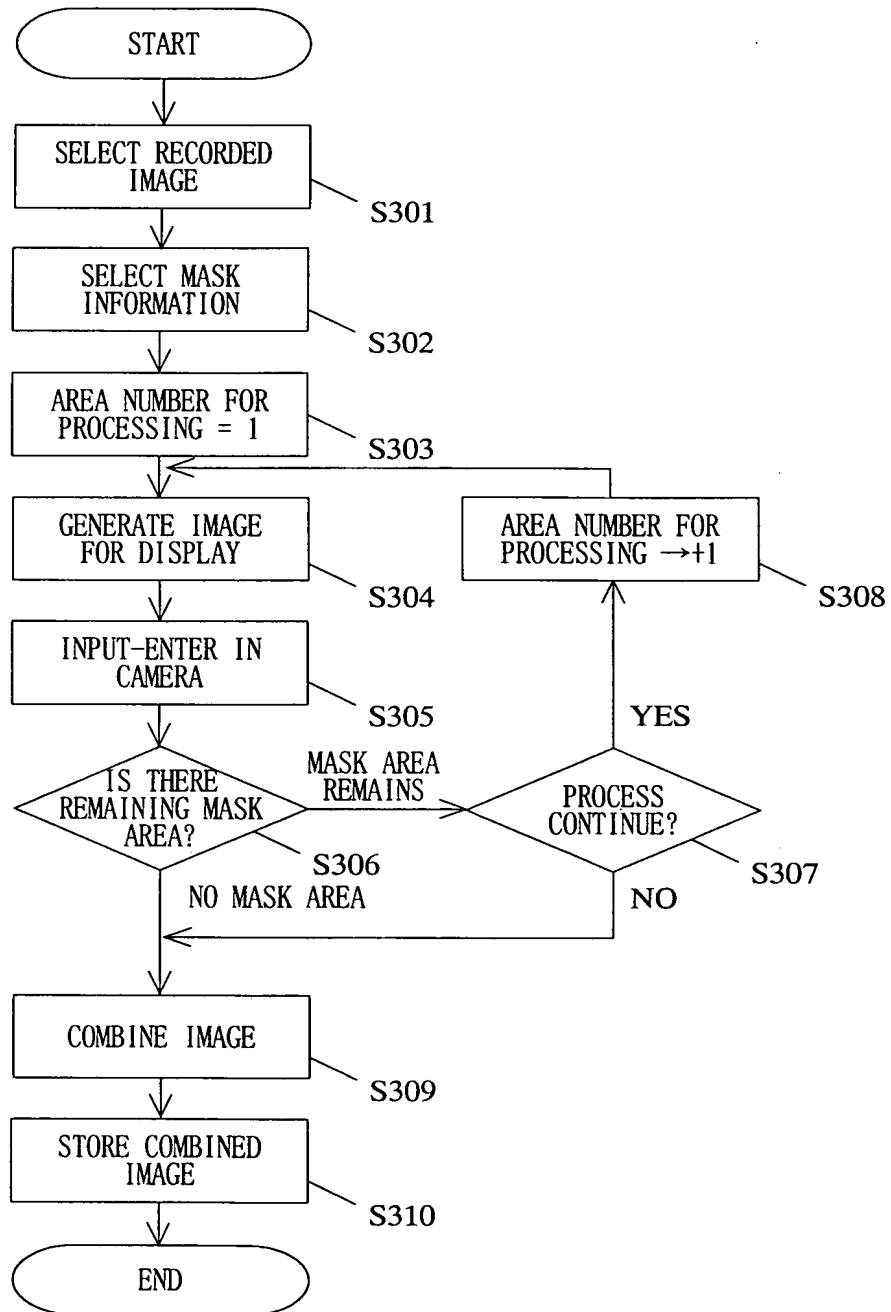 START
SELECT RECORDED
IMAGE
S301
SELECT MASK
INFORMATION
S302
AREA NUMBER FOR
PROCESSING = 1
S303
GENERATE IMAGE
FOR DISPLAY
S304
AREA NUMBER FOR
PROCESSING →+1
S308
INPUT-ENTER IN
CAMERA
S305
YES
IS THERE
REMAINING MASK
AREA?
S306
MASK AREA
REMAINS
PROCESS
CONTINUE?
S307
NO MASK AREA
NO
COMBINE IMAGE
S309
STORE COMBINED
IMAGE
S310
END